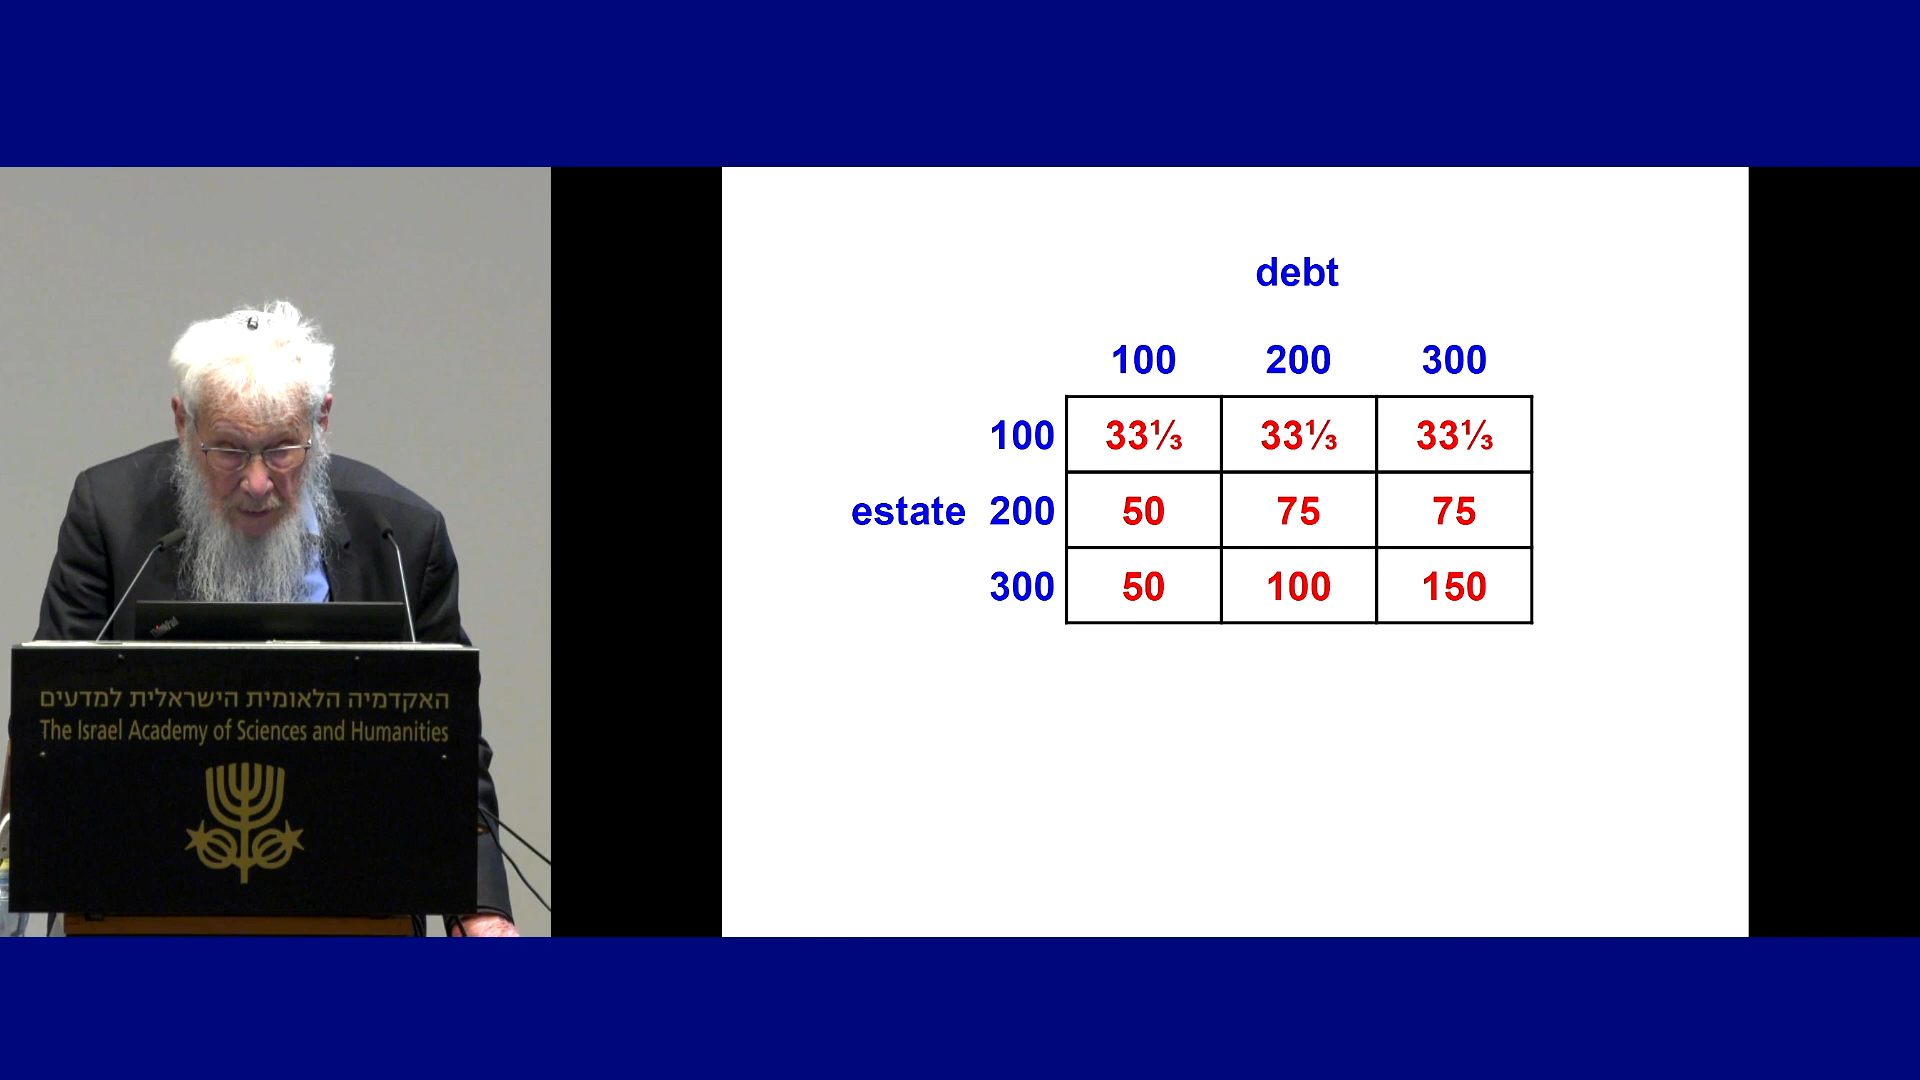 debt
100 200 300
100 33⅓ 33⅓ 33⅓
estate 200 50 75 75
300 50 100 150
ThinkPad
האקדמיה הלאומית הישראלית למדעים
The Israel Academy of Sciences and Humanities